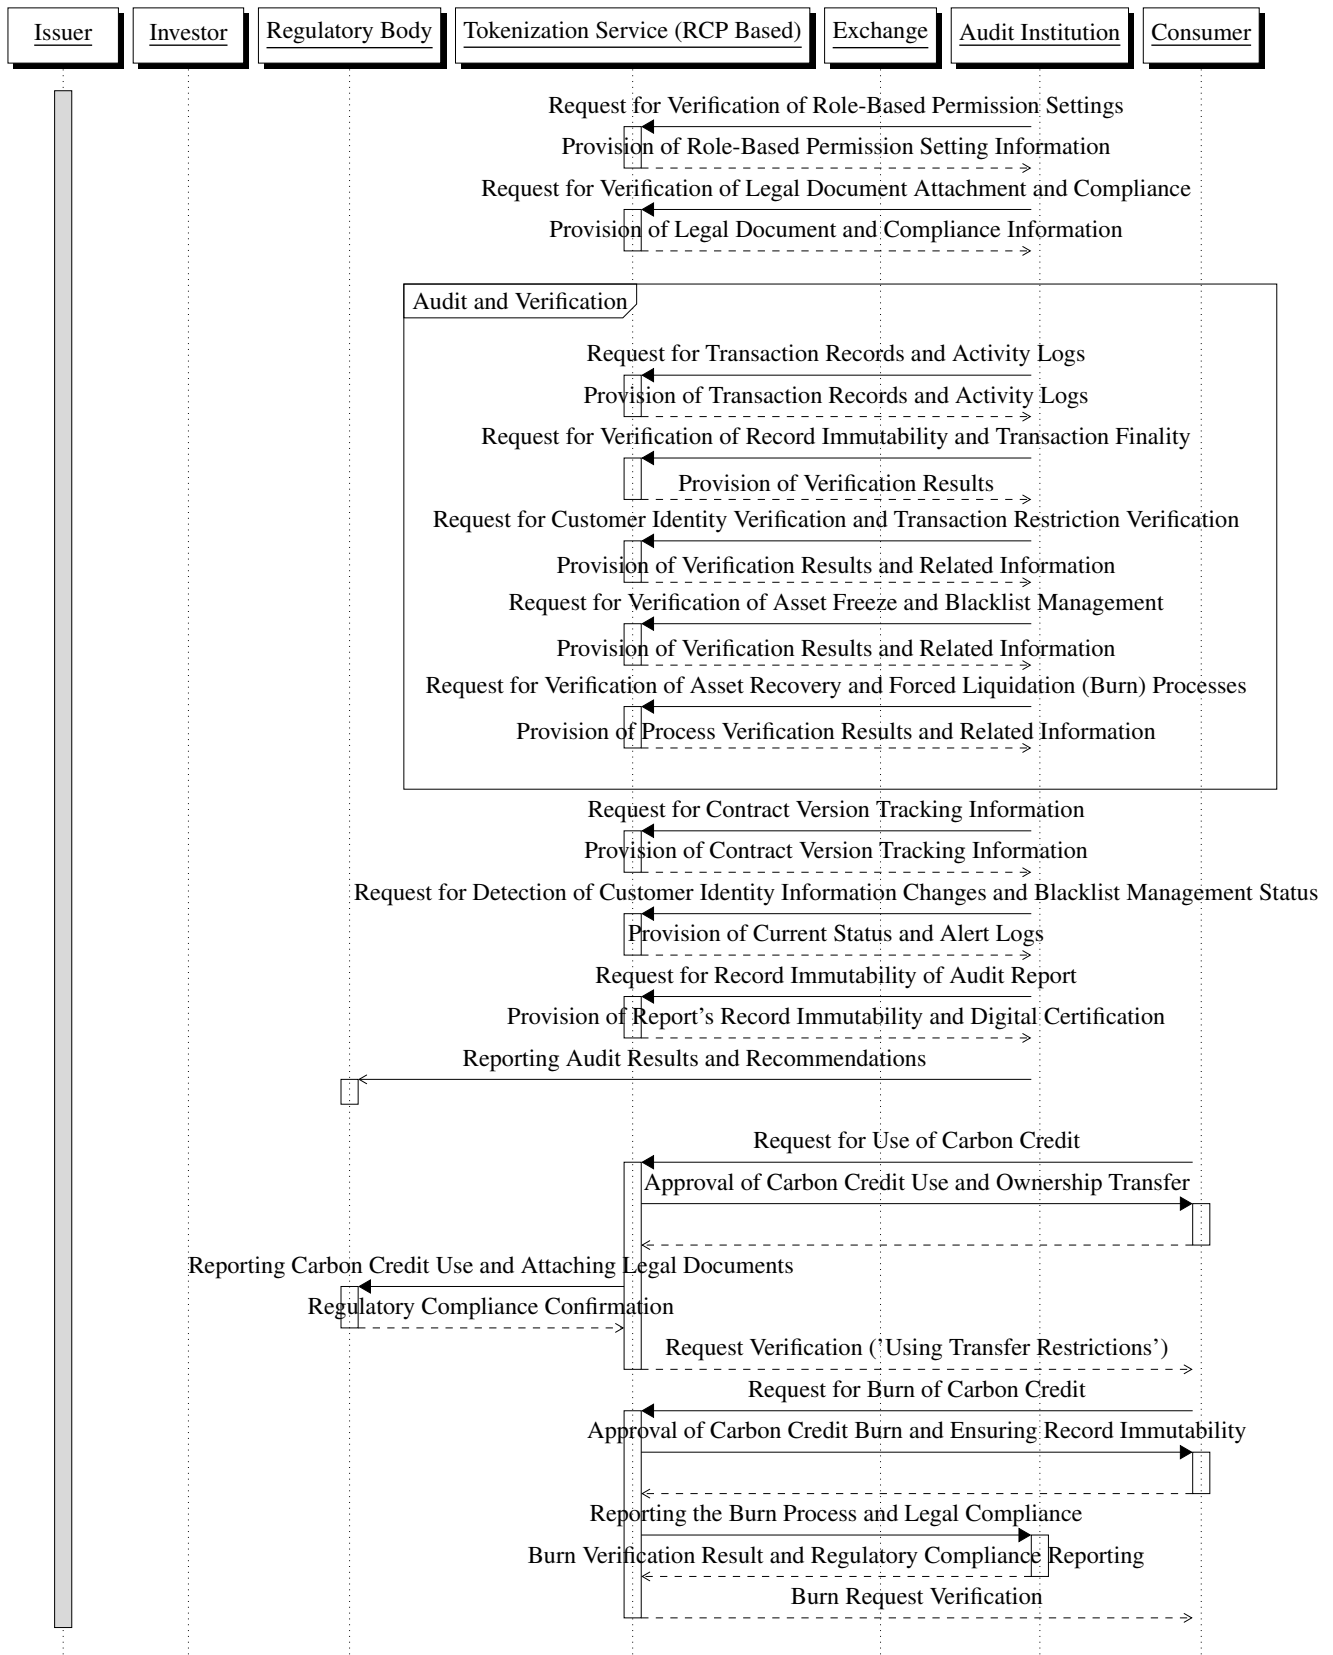 Issuer
Investor
Regulatory Body
Tokenization Service (RCP Based)
Exchange
Audit Institution
Consumer
Request for Verification of Role-Based Permission Settings
Provision of Role-Based Permission Setting Information
Request for Verification of Legal Document Attachment and Compliance
Provision of Legal Document and Compliance Information
Audit and Verification
Request for Transaction Records and Activity Logs
Provision of Transaction Records and Activity Logs
Request for Verification of Record Immutability and Transaction Finality
Provision of Verification Results
Request for Customer Identity Verification and Transaction Restriction Verification
Provision of Verification Results and Related Information
Request for Verification of Asset Freeze and Blacklist Management
Provision of Verification Results and Related Information
Request for Verification of Asset Recovery and Forced Liquidation (Burn) Processes
Provision of Process Verification Results and Related Information
Request for Contract Version Tracking Information
Provision of Contract Version Tracking Information
Request for Detection of Customer Identity Information Changes and Blacklist Management Status
Provision of Current Status and Alert Logs
Request for Record Immutability of Audit Report
Provision of Report's Record Immutability and Digital Certification
Reporting Audit Results and Recommendations
Request for Use of Carbon Credit
Approval of Carbon Credit Use and Ownership Transfer
Reporting Carbon Credit Use and Attaching Legal Documents
Regulatory Compliance Confirmation
Request Verification ('Using Transfer Restrictions')
Request for Burn of Carbon Credit
Approval of Carbon Credit Burn and Ensuring Record Immutability
Reporting the Burn Process and Legal Compliance
Burn Verification Result and Regulatory Compliance Reporting
Burn Request Verification